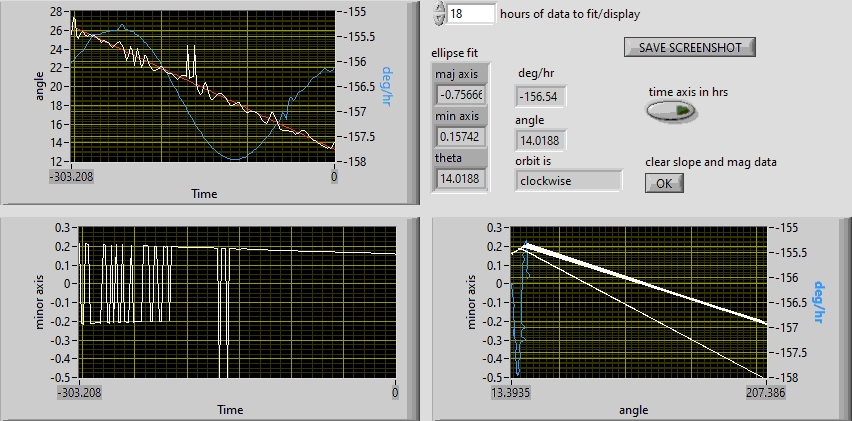 28
26
24
22
20
18
16
14
12
angle
-155
-155.5
-156
-156.5
-157
-157.5
-158
deg/hr
-303.208
0
Time
18 hours of data to fit/display
SAVE SCREENSHOT
ellipse fit
maj axis
-0.75666
min axis
0.15742
theta
14.0188
deg/hr
-156.54
angle
14.0188
orbit is
clockwise
time axis in hrs
clear slope and mag data
OK
0.3
0.2
0.1
0
-0.1
-0.2
-0.3
-0.4
-0.5
minor axis
-303.208
0
Time
0.3
0.2
0.1
0
-0.1
-0.2
-0.3
-0.4
-0.5
minor axis
-155
-155.5
-156
-156.5
-157
-157.5
-158
deg/hr
13.3935
207.386
angle